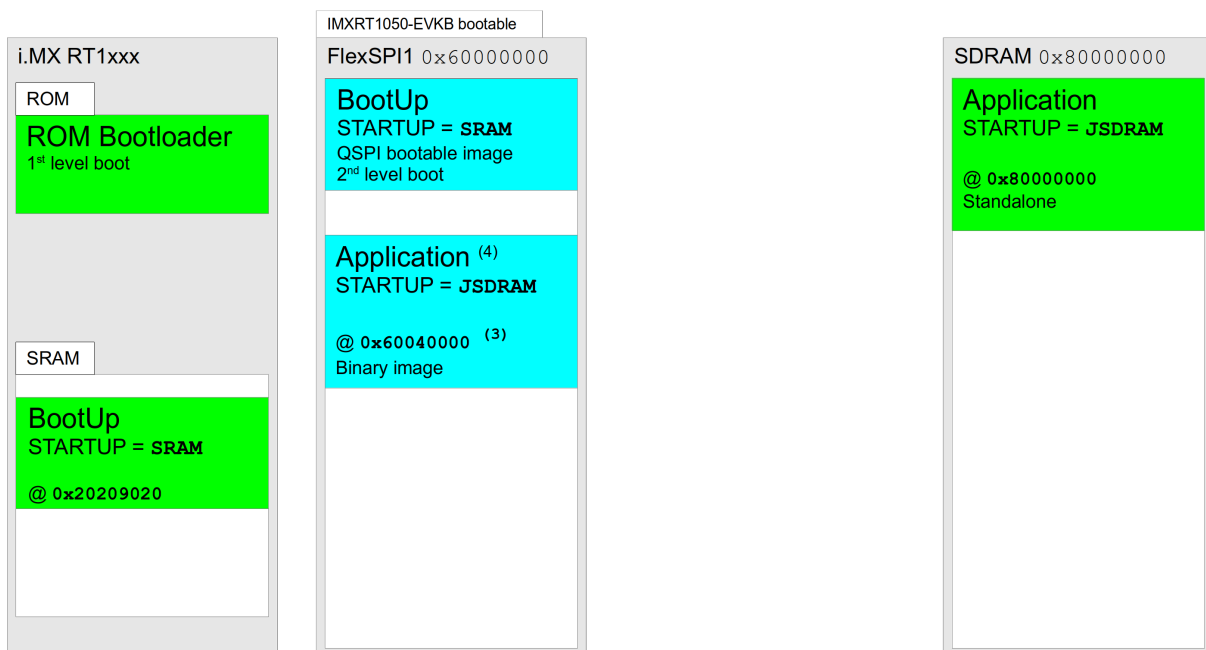 i.MX RT1xxx
ROM
ROM Bootloader
1st level boot
SRAM
BootUp
STARTUP = SRAM
@ 0x20209020
IMXRT1050-EVKB bootable
FlexSPI1 0x60000000
BootUp
STARTUP = SRAM
QSPI bootable image
2nd level boot
Application (4)
STARTUP = JSDRAM
@ 0x60040000 (3)
Binary image
SDRAM 0x80000000
Application
STARTUP = JSDRAM
@ 0x80000000
Standalone